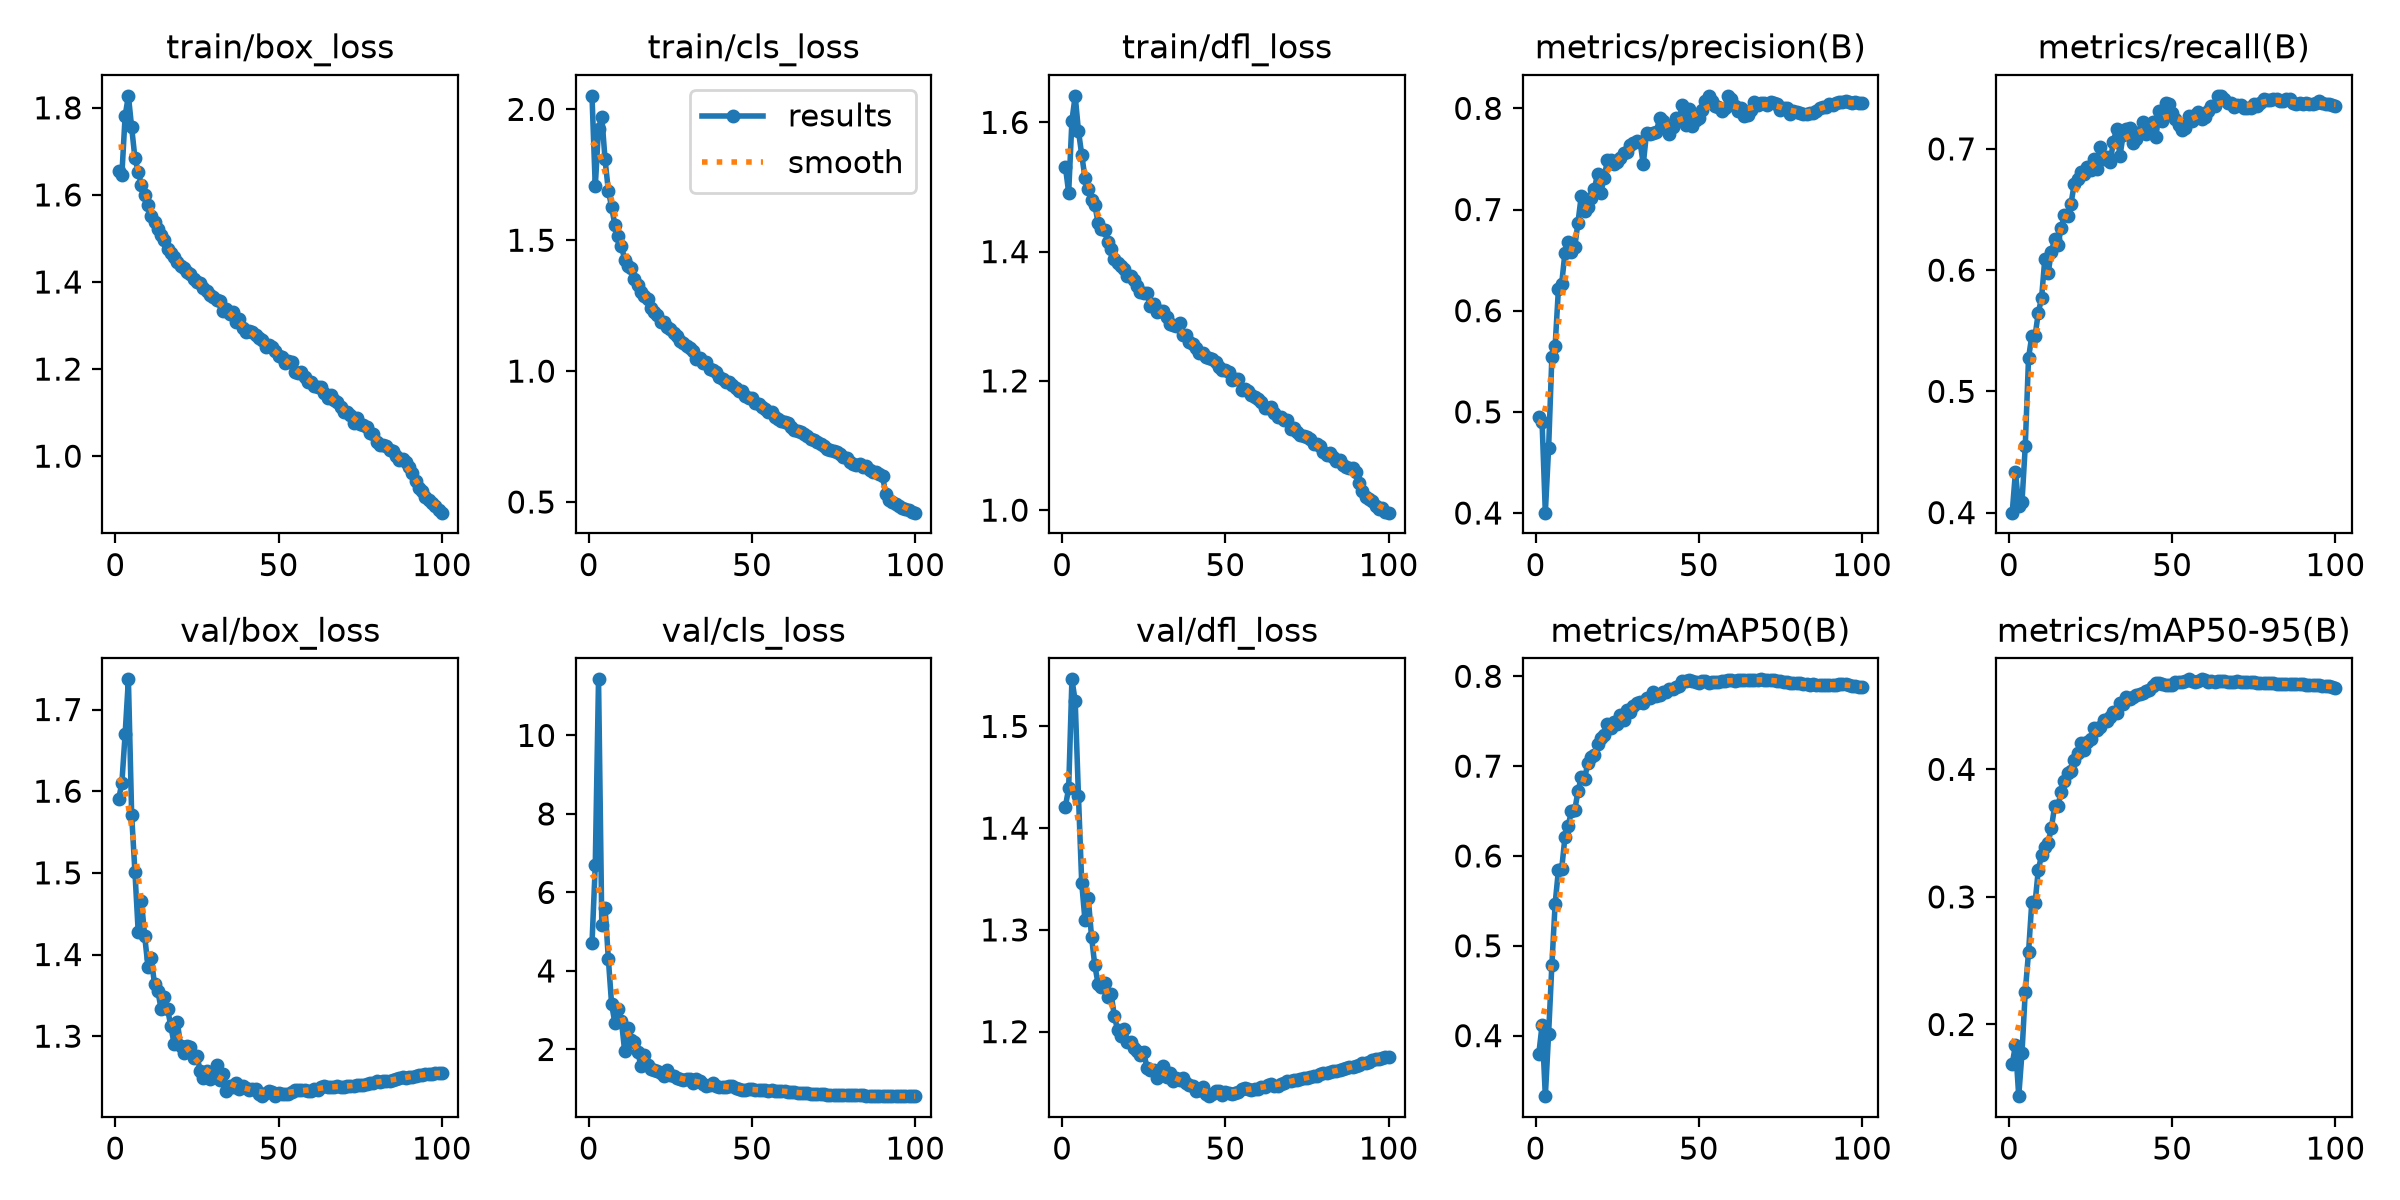 train/box_loss
train/cls_loss
train/dfl_loss
metrics/precision(B)
metrics/recall(B)
1.8
1.6
1.4
1.2
1.0
0 50 100
2.0
1.5
1.0
0.5
0 50 100
results
smooth
1.6
1.4
1.2
1.0
0 50 100
0.8
0.7
0.6
0.5
0.4
0 50 100
0.7
0.6
0.5
0.4
0 50 100
val/box_loss
val/cls_loss
val/dfl_loss
metrics/mAP50(B)
metrics/mAP50-95(B)
1.7
1.6
1.5
1.4
1.3
0 50 100
10
8
6
4
2
0 50 100
1.5
1.4
1.3
1.2
0 50 100
0.8
0.7
0.6
0.5
0.4
0 50 100
0.4
0.3
0.2
0 50 100